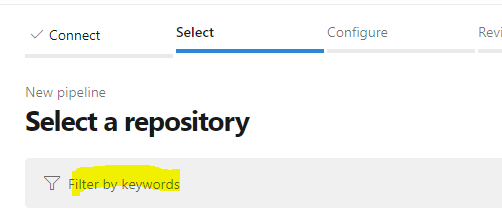 Connect Select Configure Revi
New pipeline
Select a repository
Filter by keywords